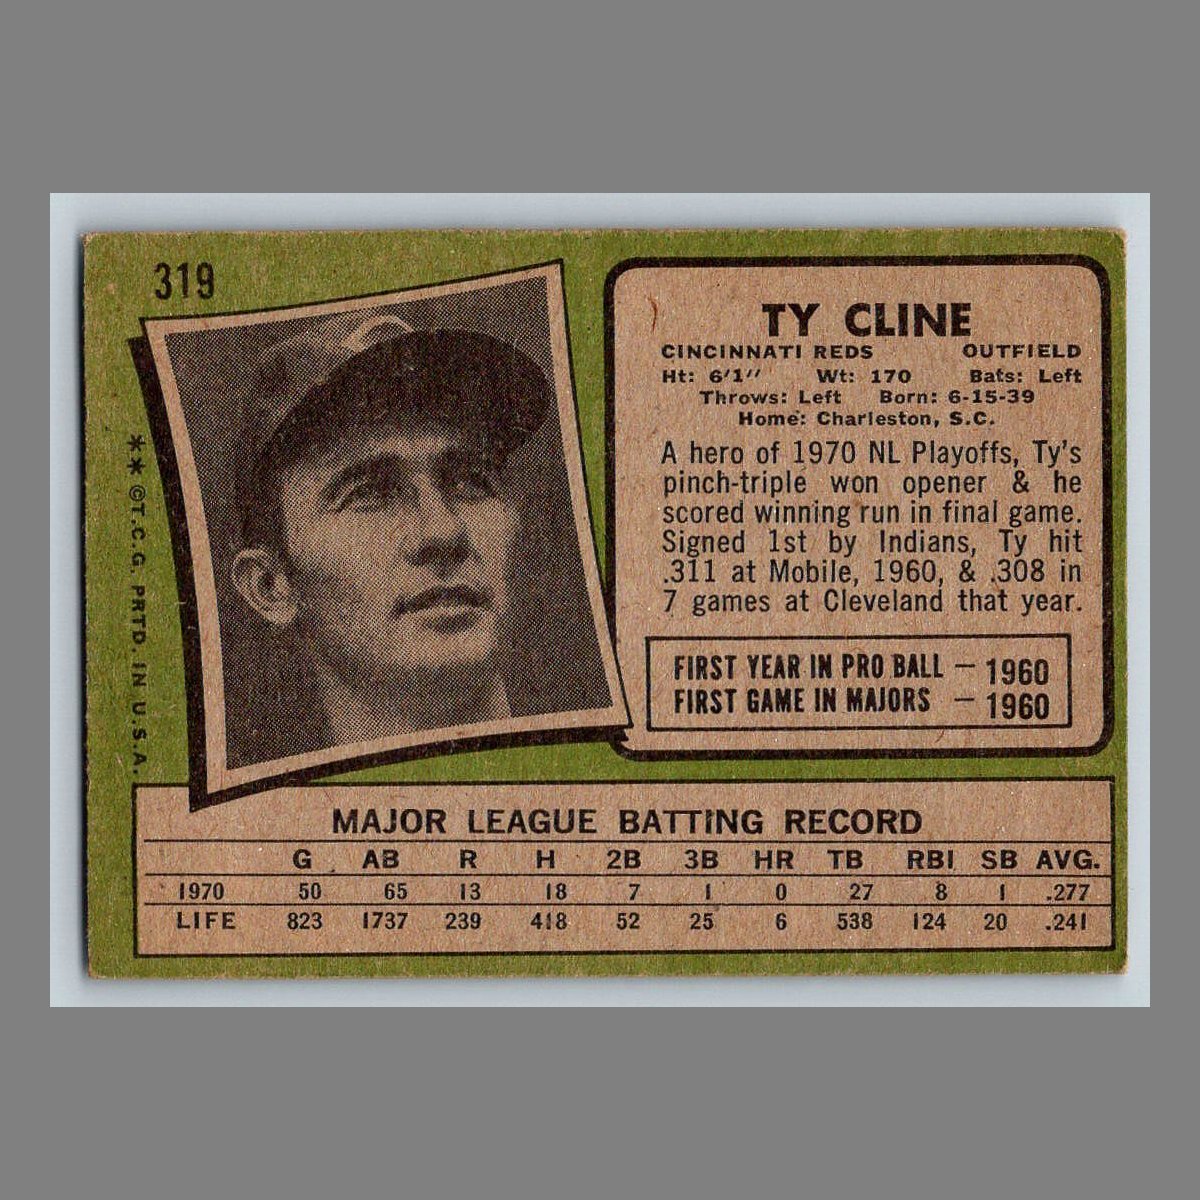 319
TY CLINE
CINCINNATI REDS OUTFIELD
Ht: 6'1" Wt: 170 Bats: Left
Throws: Left Born: 6-15-39
Home: Charleston, S.C.
A hero of 1970 NL Playoffs, Ty's
pinch-triple won opener & he
scored winning run in final game.
Signed 1st by Indians, Ty hit
.311 at Mobile, 1960, & .308 in
7 games at Cleveland that year.
FIRST YEAR IN PRO BALL — 1960
FIRST GAME IN MAJORS — 1960
** ©T.C.G. PRTD. IN U.S.A.
MAJOR LEAGUE BATTING RECORD
G AB R H 2B 3B HR TB RBI SB AVG.
1970 50 65 13 18 7 1 0 27 8 1 .277
LIFE 823 1737 239 418 52 25 6 538 124 20 .241